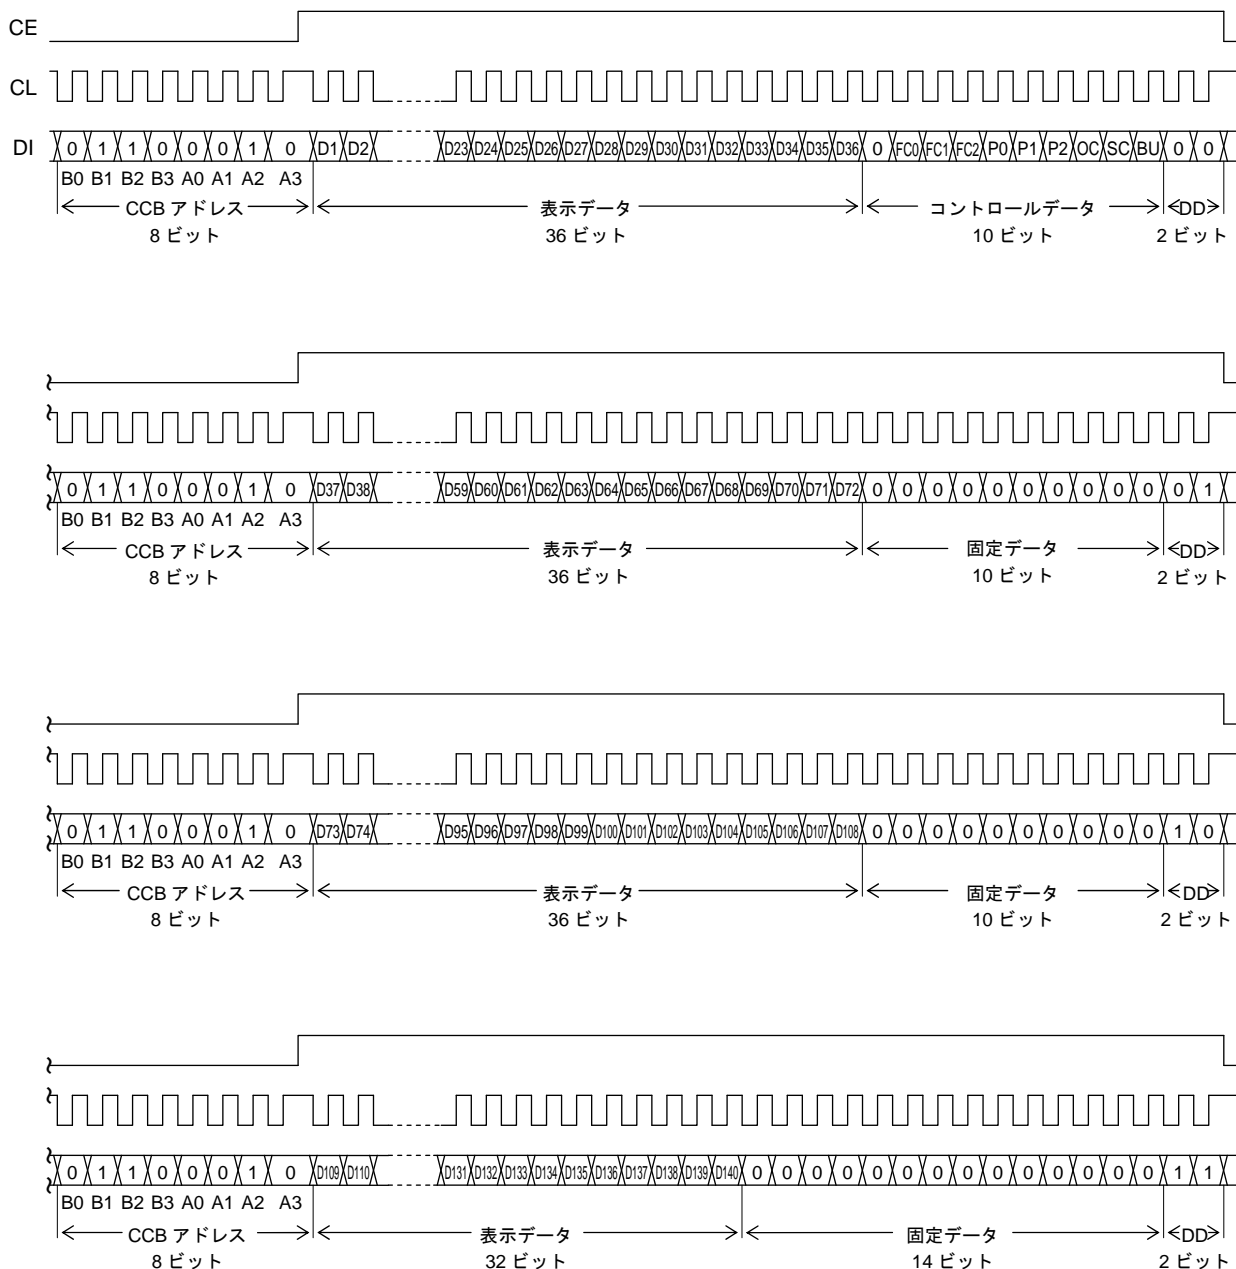 CE
CL
DI 0 1 1 0 0 0 1 0 D1 D2 D23 D24 D25 D26 D27 D28 D29 D30 D31 D32 D33 D34 D35 D36 0 FC0 FC1 FC2 P0 P1 P2 OC SC BU 0 0
B0 B1 B2 B3 A0 A1 A2 A3
CCB アドレス 表示データ コントロールデータ DD
8 ビット 36 ビット 10 ビット 2 ビット
0 1 1 0 0 0 1 0 D37 D38 D59 D60 D61 D62 D63 D64 D65 D66 D67 D68 D69 D70 D71 D72 0 0 0 0 0 0 0 0 0 0 0 1
B0 B1 B2 B3 A0 A1 A2 A3
CCB アドレス 表示データ 固定データ DD
8 ビット 36 ビット 10 ビット 2 ビット
0 1 1 0 0 0 1 0 D73 D74 D95 D96 D97 D98 D99 D100 D101 D102 D103 D104 D105 D106 D107 D108 0 0 0 0 0 0 0 0 0 0 1 0
B0 B1 B2 B3 A0 A1 A2 A3
CCB アドレス 表示データ 固定データ DD
8 ビット 36 ビット 10 ビット 2 ビット
0 1 1 0 0 0 1 0 D109 D110 D131 D132 D133 D134 D135 D136 D137 D138 D139 D140 0 0 0 0 0 0 0 0 0 0 0 0 0 0 1 1
B0 B1 B2 B3 A0 A1 A2 A3
CCB アドレス 表示データ 固定データ DD
8 ビット 32 ビット 14 ビット 2 ビット